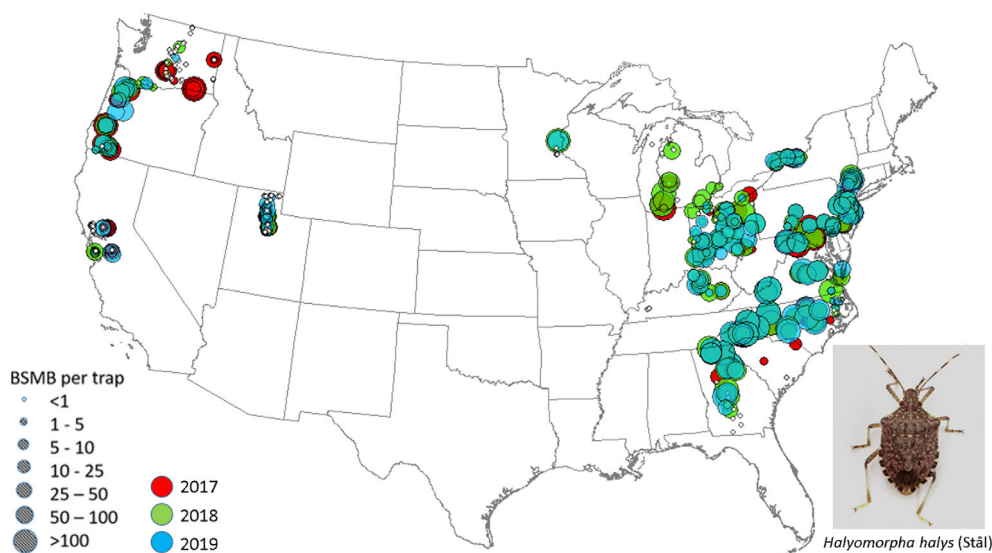 BSMB per trap
<1
1 - 5
5 - 10
10 - 25
25 – 50
50 – 100
>100
2017
2018
2019
Halyomorpha halys (Stål)